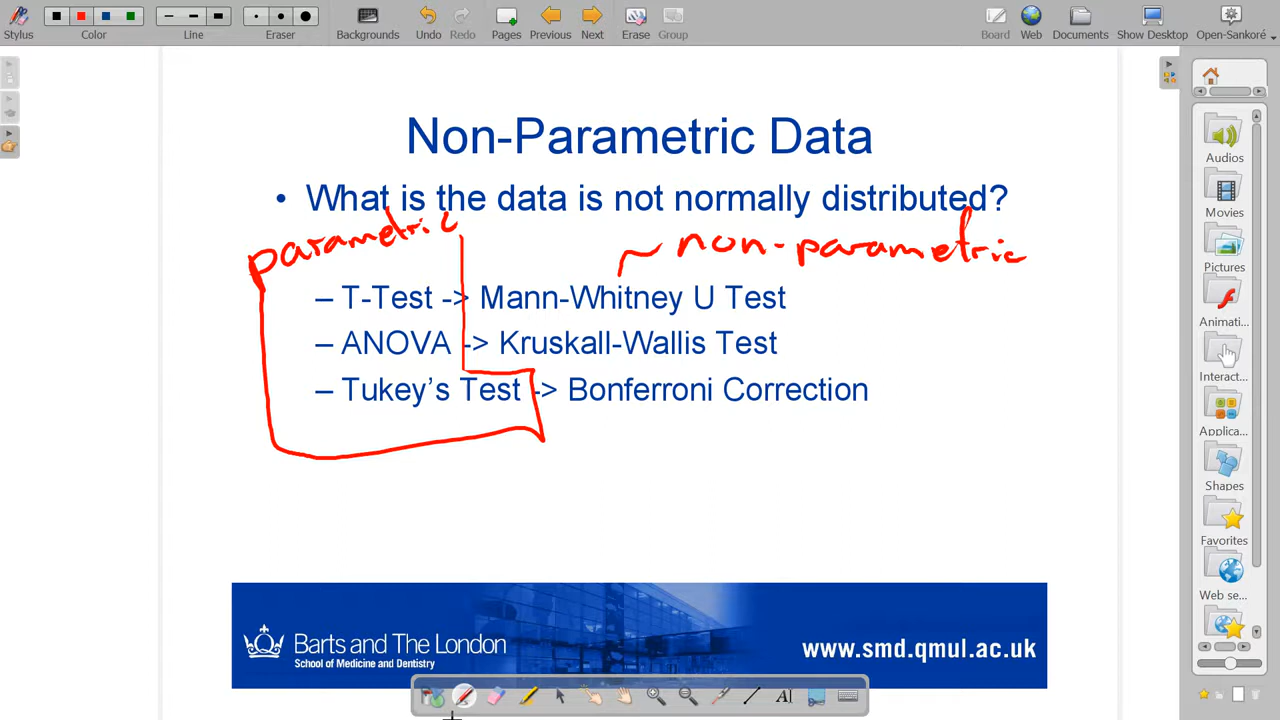 Stylus Color Line Eraser Backgrounds Undo Redo Pages Previous Next Erase Group Board Web Documents Show Desktop Open-Sankoré
Non-Parametric Data
• What is the data is not normally distributed?
parametric
non-parametric
– T-Test -> Mann-Whitney U Test
– ANOVA -> Kruskall-Wallis Test
– Tukey's Test -> Bonferroni Correction
Barts and The London
School of Medicine and Dentistry
www.smd.qmul.ac.uk
Audios
Movies
Pictures
Animati...
Interact...
Applica...
Shapes
Favorites
Web se...